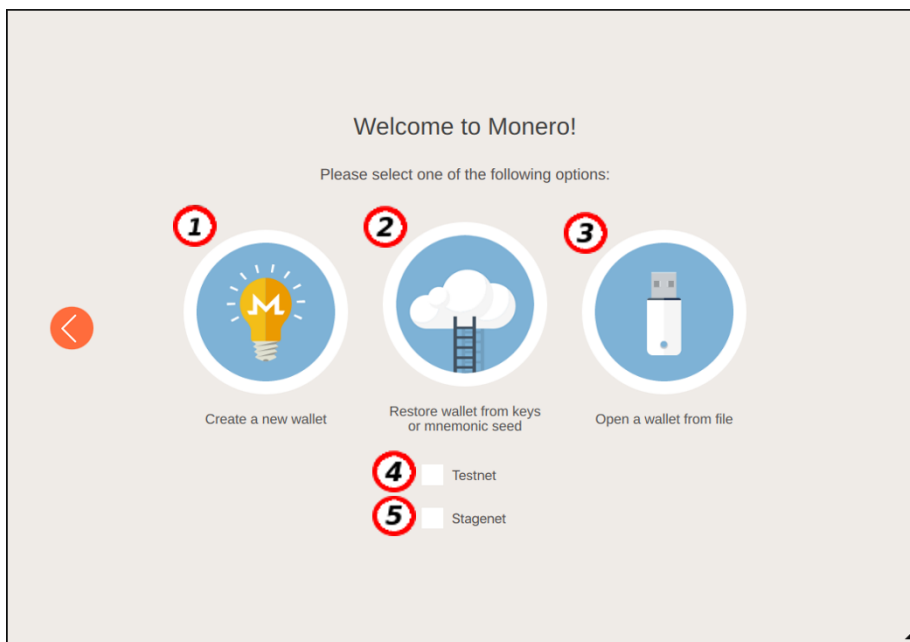 Welcome to Monero!
Please select one of the following options:
1
2
3
Create a new wallet
Restore wallet from keys
or mnemonic seed
Open a wallet from file
4 Testnet
5 Stagenet